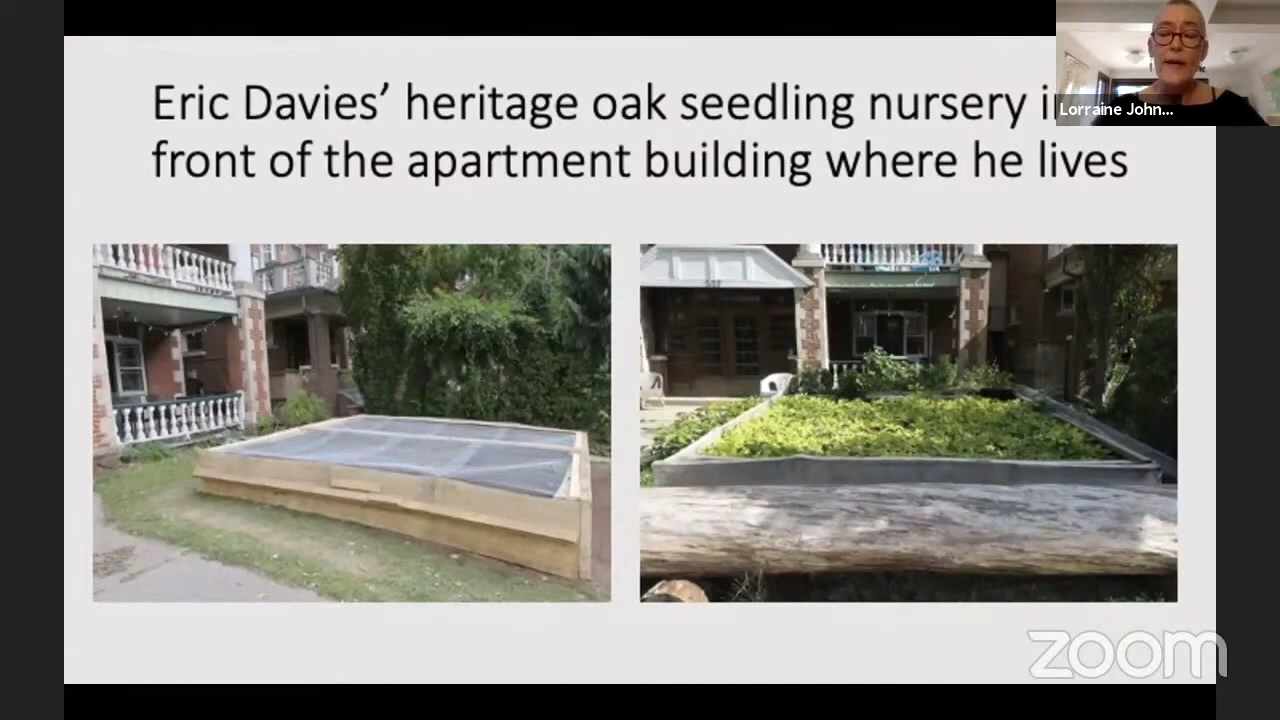 Eric Davies' heritage oak seedling nursery
front of the apartment building where he lives
Lorraine John...
zoom